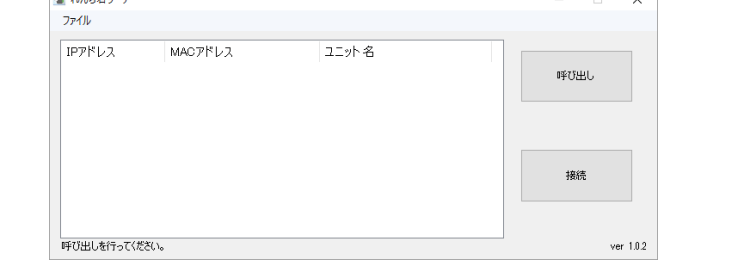 ファイル
IPアドレス MACアドレス ユニット名
呼び出し
接続
呼び出しを行ってください。
ver 1.0.2